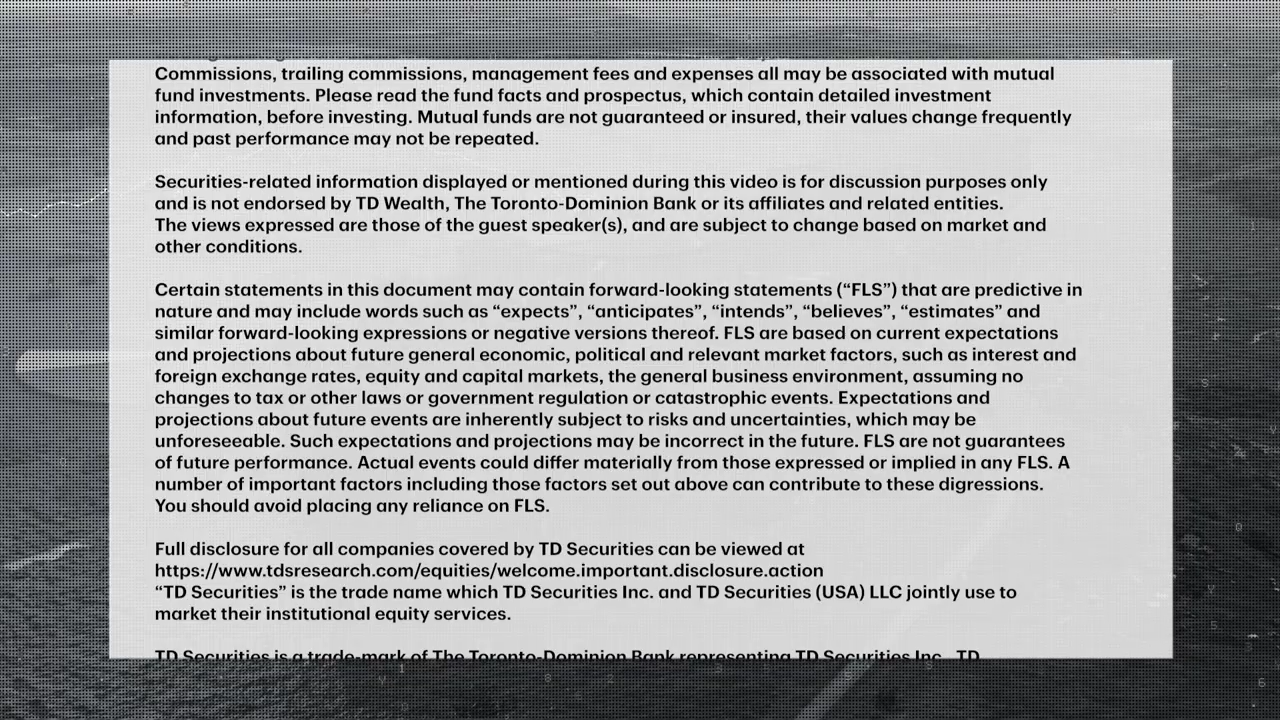 Commissions, trailing commissions, management fees and expenses all may be associated with mutual
fund investments. Please read the fund facts and prospectus, which contain detailed investment
information, before investing. Mutual funds are not guaranteed or insured, their values change frequently
and past performance may not be repeated.
Securities-related information displayed or mentioned during this video is for discussion purposes only
and is not endorsed by TD Wealth, The Toronto-Dominion Bank or its affiliates and related entities.
The views expressed are those of the guest speaker(s), and are subject to change based on market and
other conditions.
Certain statements in this document may contain forward-looking statements (“FLS”) that are predictive in
nature and may include words such as “expects”, “anticipates”, “intends”, “believes”, “estimates” and
similar forward-looking expressions or negative versions thereof. FLS are based on current expectations
and projections about future general economic, political and relevant market factors, such as interest and
foreign exchange rates, equity and capital markets, the general business environment, assuming no
changes to tax or other laws or government regulation or catastrophic events. Expectations and
projections about future events are inherently subject to risks and uncertainties, which may be
unforeseeable. Such expectations and projections may be incorrect in the future. FLS are not guarantees
of future performance. Actual events could differ materially from those expressed or implied in any FLS. A
number of important factors including those factors set out above can contribute to these digressions.
You should avoid placing any reliance on FLS.
Full disclosure for all companies covered by TD Securities can be viewed at
https://www.tdsresearch.com/equities/welcome.important.disclosure.action
“TD Securities” is the trade name which TD Securities Inc. and TD Securities (USA) LLC jointly use to
market their institutional equity services.
TD Securities is a trade-mark of The Toronto-Dominion Bank representing TD Securities Inc., TD